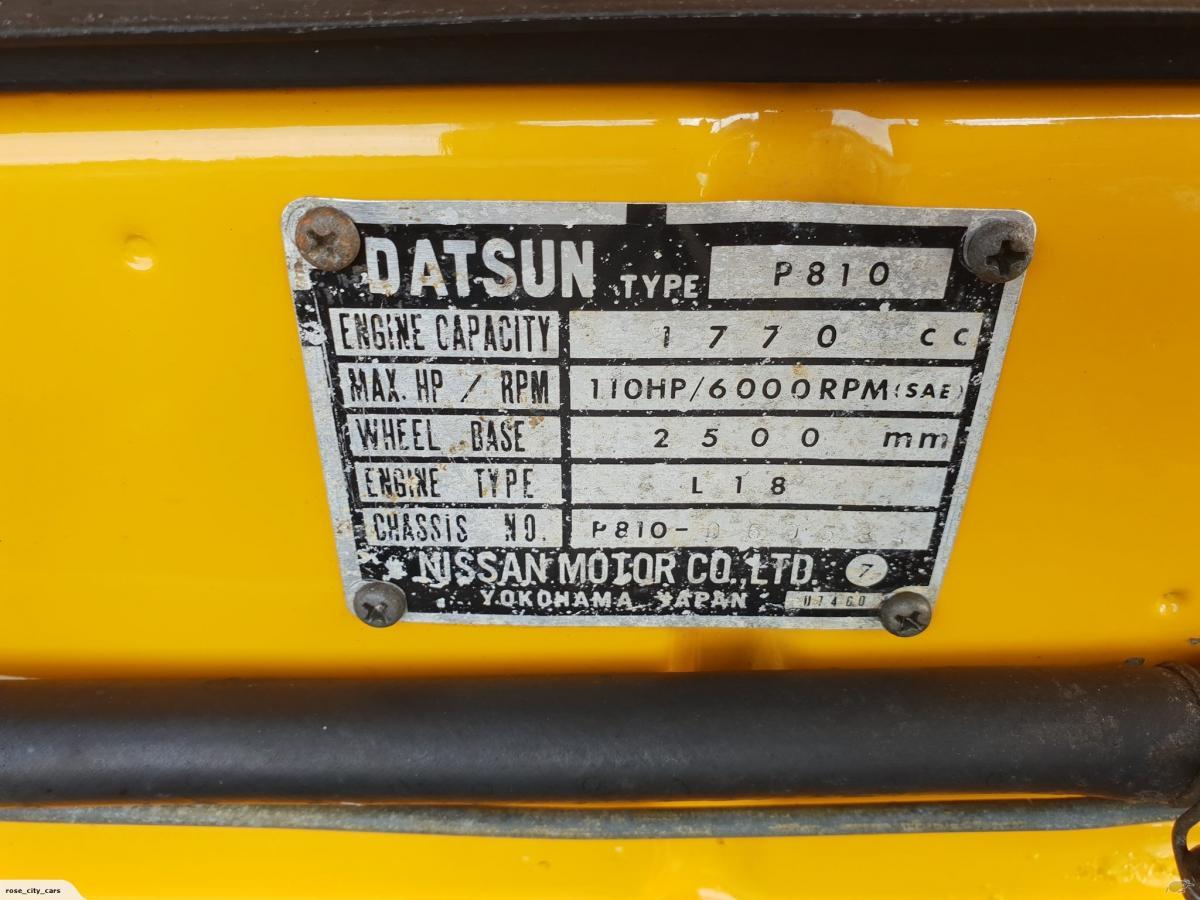 DATSUN TYPE P810
ENGINE CAPACITY 1770 CC
MAX. HP / RPM 110HP/6000RPM (SAE)
WHEEL BASE 2500 mm
ENGINE TYPE L18
CHASSIS NO. P810-
NISSAN MOTOR CO., LTD. 7
YOKOHAMA JAPAN
rose_city_cars